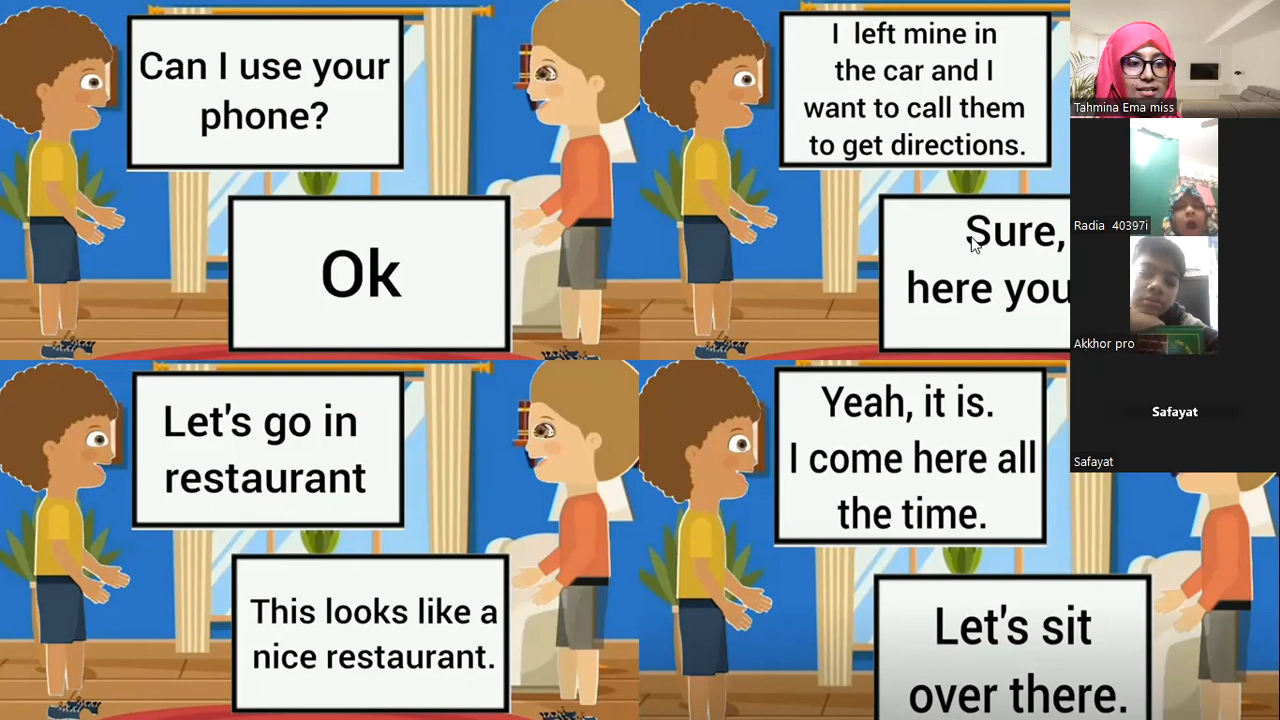 Can I use your
phone?
Ok
I left mine in
the car and I
want to call them
to get directions.
Sure,
here you
Let's go in
restaurant
This looks like a
nice restaurant.
Yeah, it is.
I come here all
the time.
Let's sit
over there.
Tahmina Ema miss
Radia 40397i
Akkhor pro
Safayat
Safayat